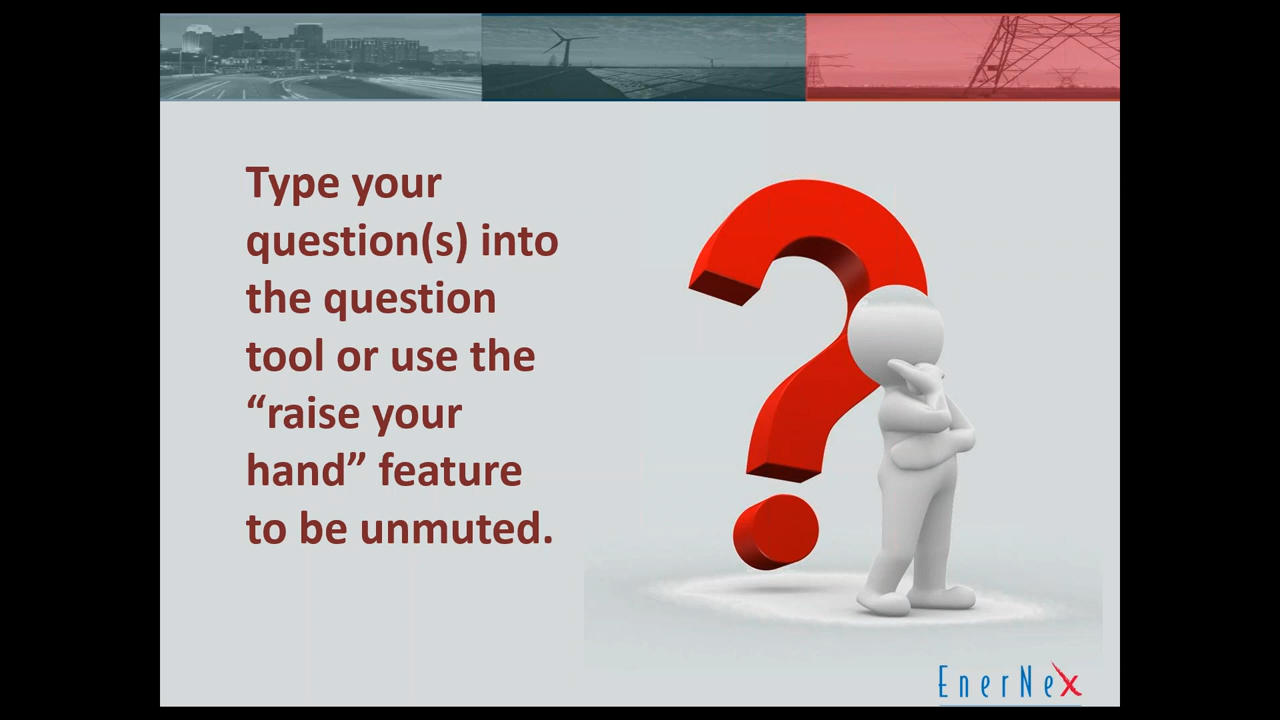 Type your
question(s) into
the question
tool or use the
“raise your
hand” feature
to be unmuted.
EnerNex